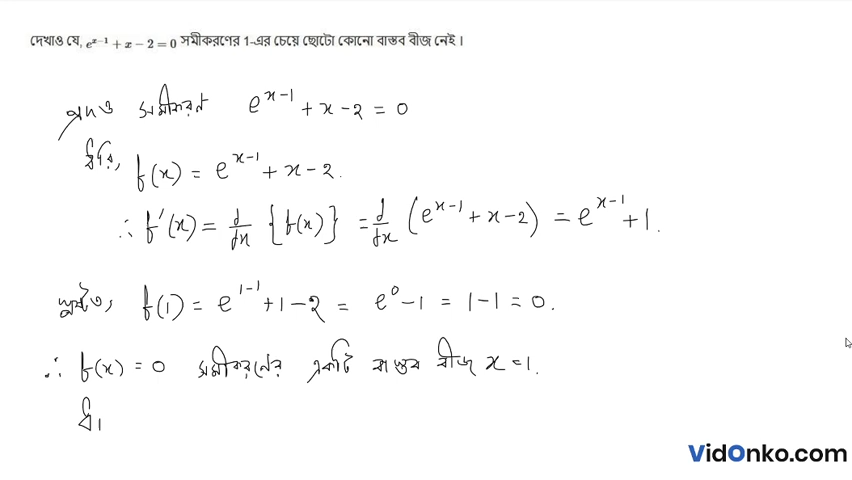 দেখাও যে, e^{x-1} + x - 2 = 0 সমীকরণের 1-এর চেয়ে ছোটো কোনো বাস্তব বীজ নেই।
প্রদত্ত সমীকরণ e^{x-1} + x - 2 = 0
ধরি, f(x) = e^{x-1} + x - 2.
∴ f'(x) = d/dx {f(x)} = d/dx (e^{x-1} + x - 2) = e^{x-1} + 1.
স্পষ্টত, f(1) = e^{1-1} + 1 - 2 = e^0 - 1 = 1 - 1 = 0.
∴ f(x) = 0 সমীকরণের একটি বাস্তব বীজ x = 1.
VidOnko.com